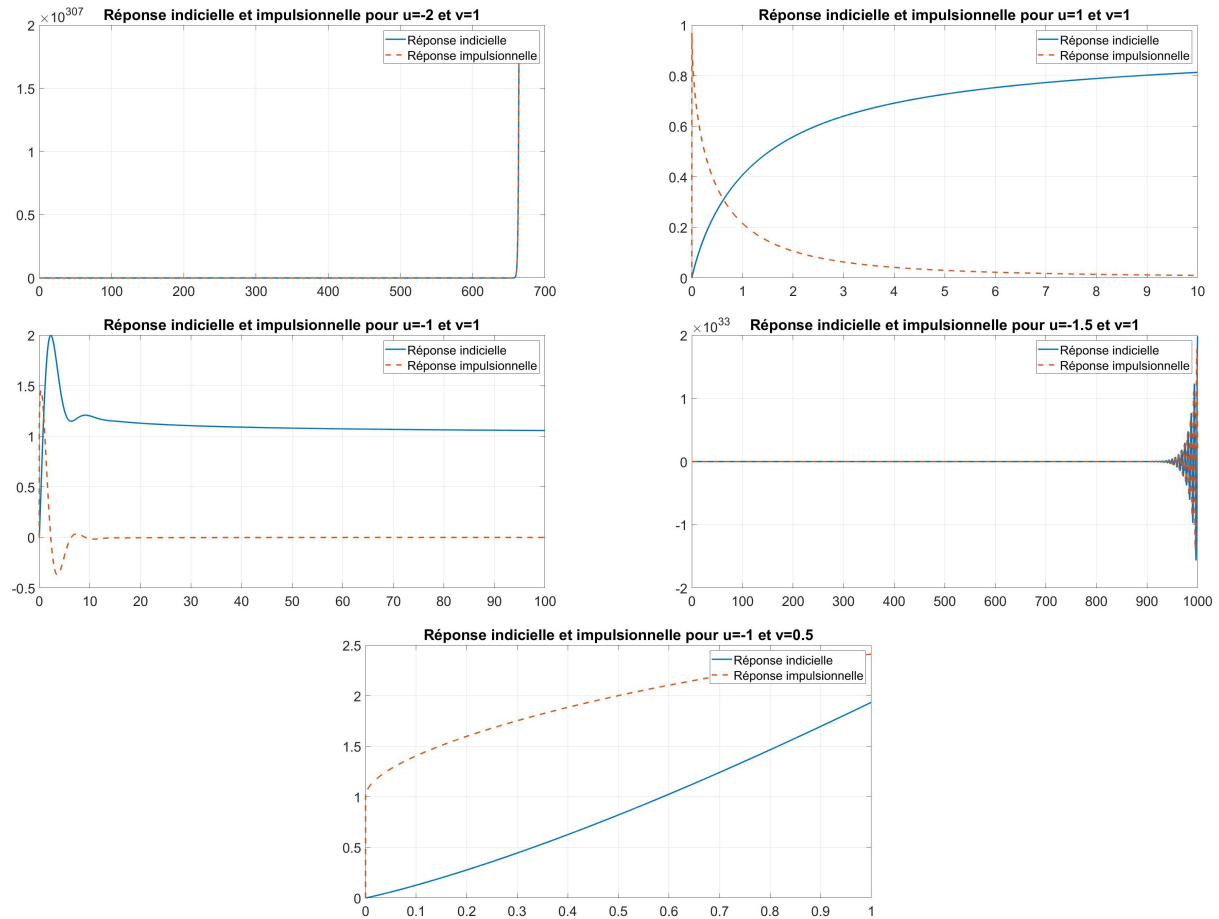 Réponse indicielle et impulsionnelle pour u=-2 et v=1
×10^307
2
1.5
1
0.5
0
0 100 200 300 400 500 600 700
Réponse indicielle
Réponse impulsionnelle
Réponse indicielle et impulsionnelle pour u=1 et v=1
1
0.8
0.6
0.4
0.2
0
0 1 2 3 4 5 6 7 8 9 10
Réponse indicielle
Réponse impulsionnelle
Réponse indicielle et impulsionnelle pour u=-1 et v=1
2
1.5
1
0.5
0
-0.5
0 10 20 30 40 50 60 70 80 90 100
Réponse indicielle
Réponse impulsionnelle
Réponse indicielle et impulsionnelle pour u=-1.5 et v=1
×10^33
2
1
0
-1
-2
0 100 200 300 400 500 600 700 800 900 1000
Réponse indicielle
Réponse impulsionnelle
Réponse indicielle et impulsionnelle pour u=-1 et v=0.5
2.5
2
1.5
1
0.5
0
0 0.1 0.2 0.3 0.4 0.5 0.6 0.7 0.8 0.9 1
Réponse indicielle
Réponse impulsionnelle